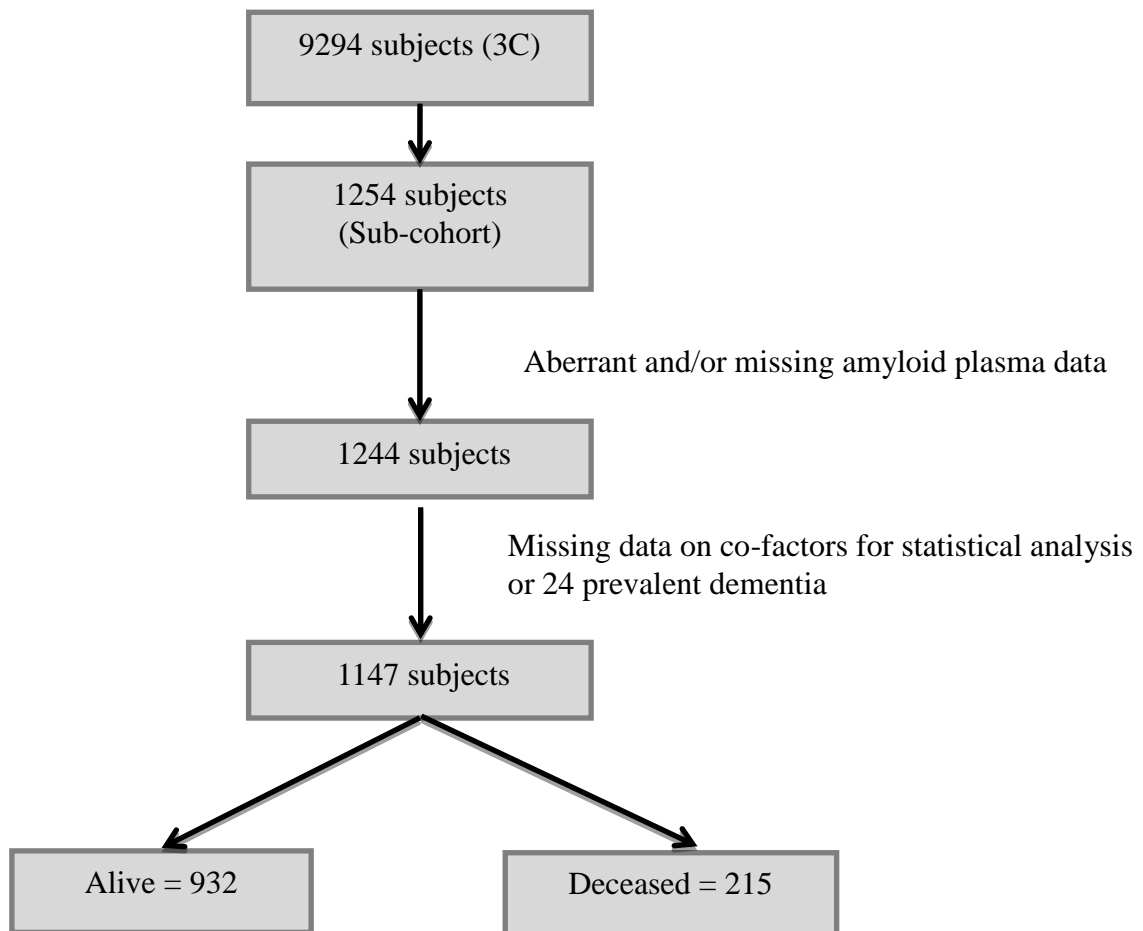 9294 subjects (3C)
1254 subjects
(Sub-cohort)
Aberrant and/or missing amyloid plasma data
1244 subjects
Missing data on co-factors for statistical analysis
or 24 prevalent dementia
1147 subjects
Alive = 932
Deceased = 215